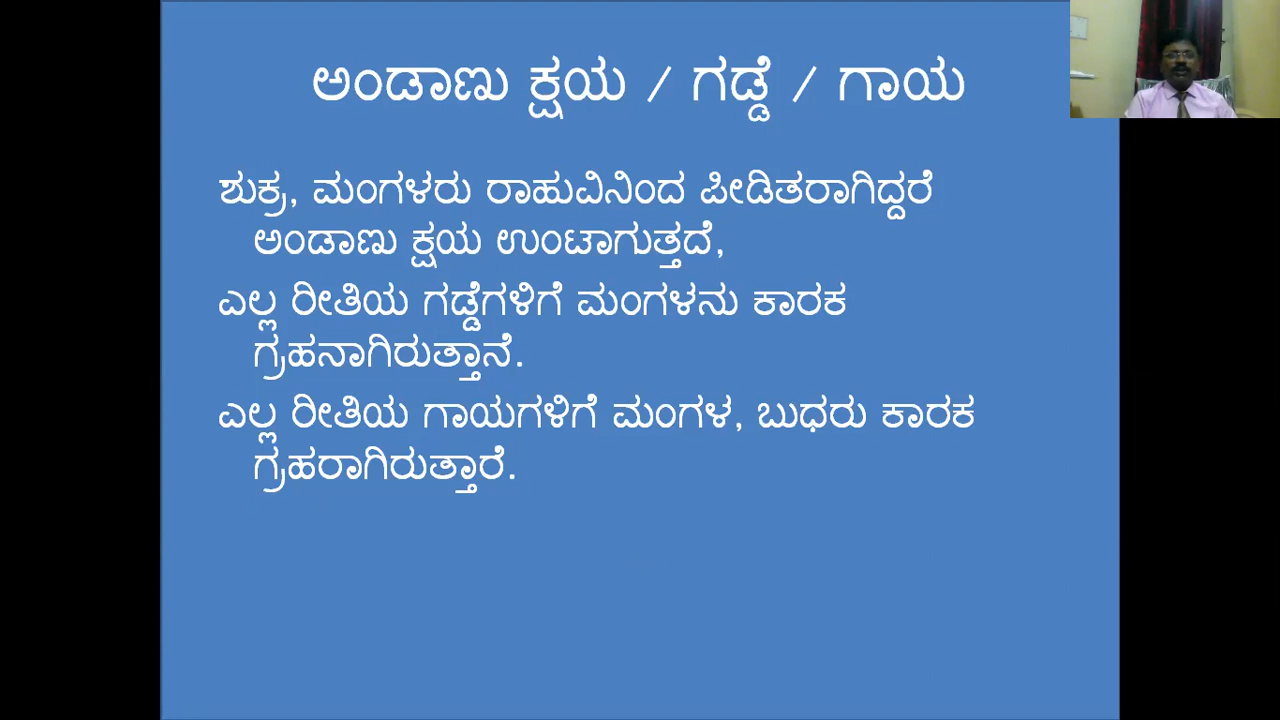 ಅಂಡಾಣು ಕ್ಷಯ / ಗಡ್ಡೆ / ಗಾಯ
ಶುಕ್ರ, ಮಂಗಳರು ರಾಹುವಿನಿಂದ ಪೀಡಿತರಾಗಿದ್ದರೆ
ಅಂಡಾಣು ಕ್ಷಯ ಉಂಟಾಗುತ್ತದೆ,
ಎಲ್ಲ ರೀತಿಯ ಗಡ್ಡೆಗಳಿಗೆ ಮಂಗಳನು ಕಾರಕ
ಗ್ರಹನಾಗಿರುತ್ತಾನೆ.
ಎಲ್ಲ ರೀತಿಯ ಗಾಯಗಳಿಗೆ ಮಂಗಳ, ಬುಧರು ಕಾರಕ
ಗ್ರಹರಾಗಿರುತ್ತಾರೆ.